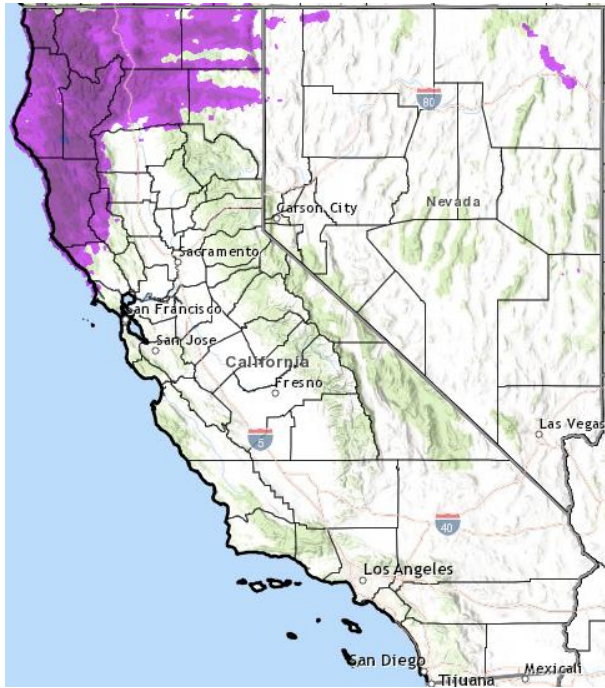 80
Carson City
Nevada
Sacramento
San Francisco
San Jose
California
Fresno
Las Vegas
5
40
Los Angeles
San Diego
Tijuana
Mexicali